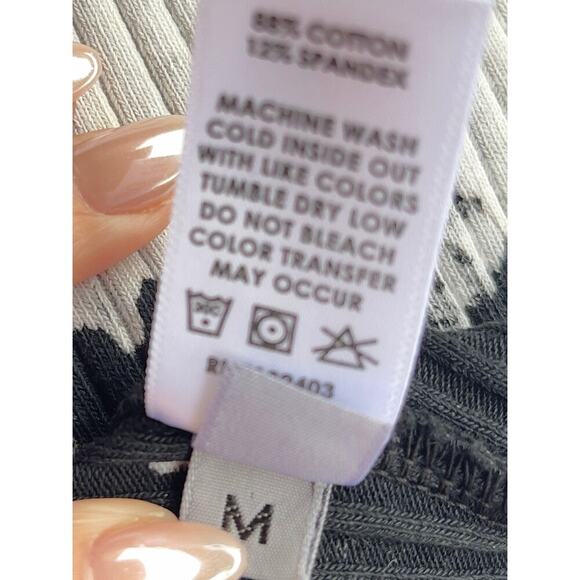 88% COTTON
12% SPANDEX
MACHINE WASH
COLD INSIDE OUT
WITH LIKE COLORS
TUMBLE DRY LOW
DO NOT BLEACH
COLOR TRANSFER
MAY OCCUR
M